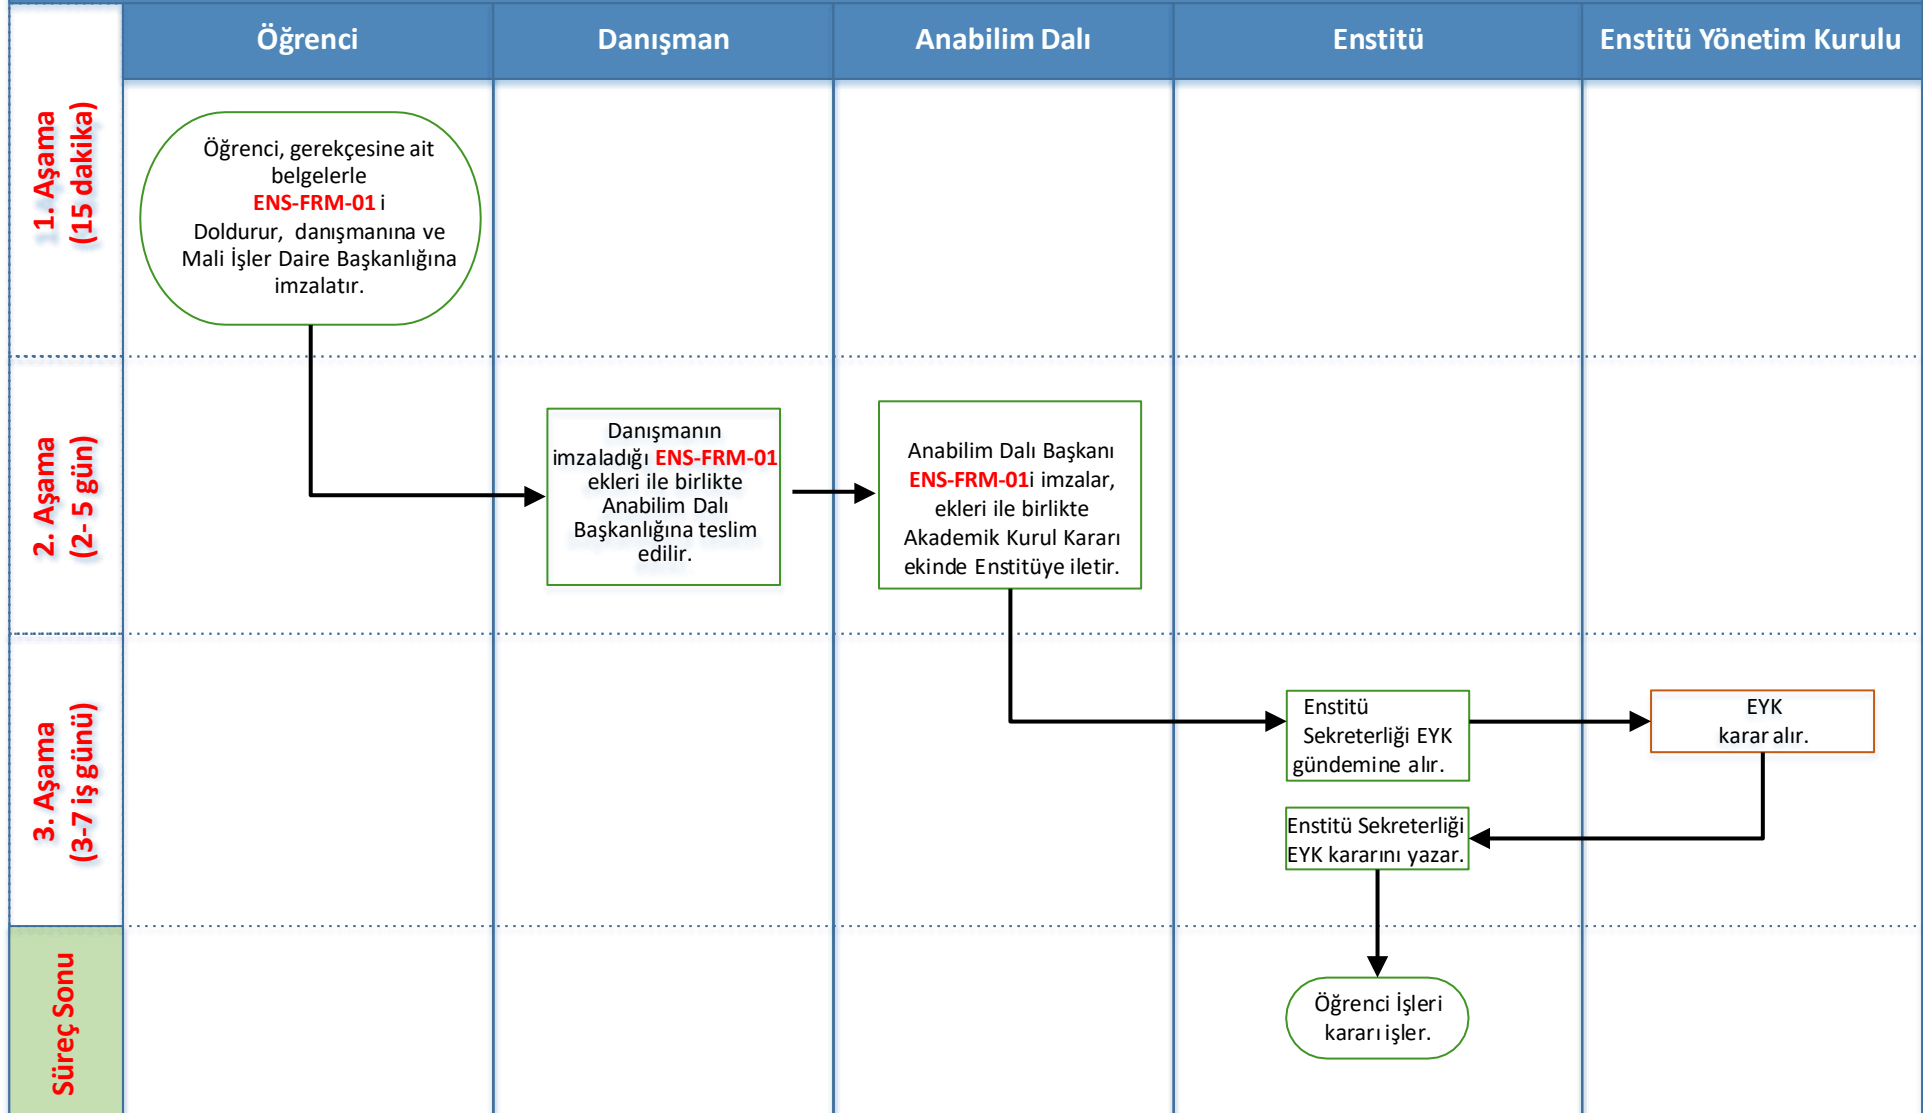 Öğrenci
Danışman
Anabilim Dalı
Enstitü
Enstitü Yönetim Kurulu
1. Aşama
(15 dakika)
Öğrenci, gerekçesine ait
belgelerle
ENS-FRM-01 i
Doldurur, danışmanına ve
Mali İşler Daire Başkanlığına
imzalatır.
2. Aşama
(2- 5 gün)
Danışmanın
imzaladığı ENS-FRM-01
ekleri ile birlikte
Anabilim Dalı
Başkanlığına teslim
edilir.
Anabilim Dalı Başkanı
ENS-FRM-01i imzalar,
ekleri ile birlikte
Akademik Kurul Kararı
ekinde Enstitüye iletir.
3. Aşama
(3-7 iş günü)
Enstitü
Sekreterliği EYK
gündemine alır.
EYK
karar alır.
Enstitü Sekreterliği
EYK kararını yazar.
Süreç Sonu
Öğrenci İşleri
kararı işler.